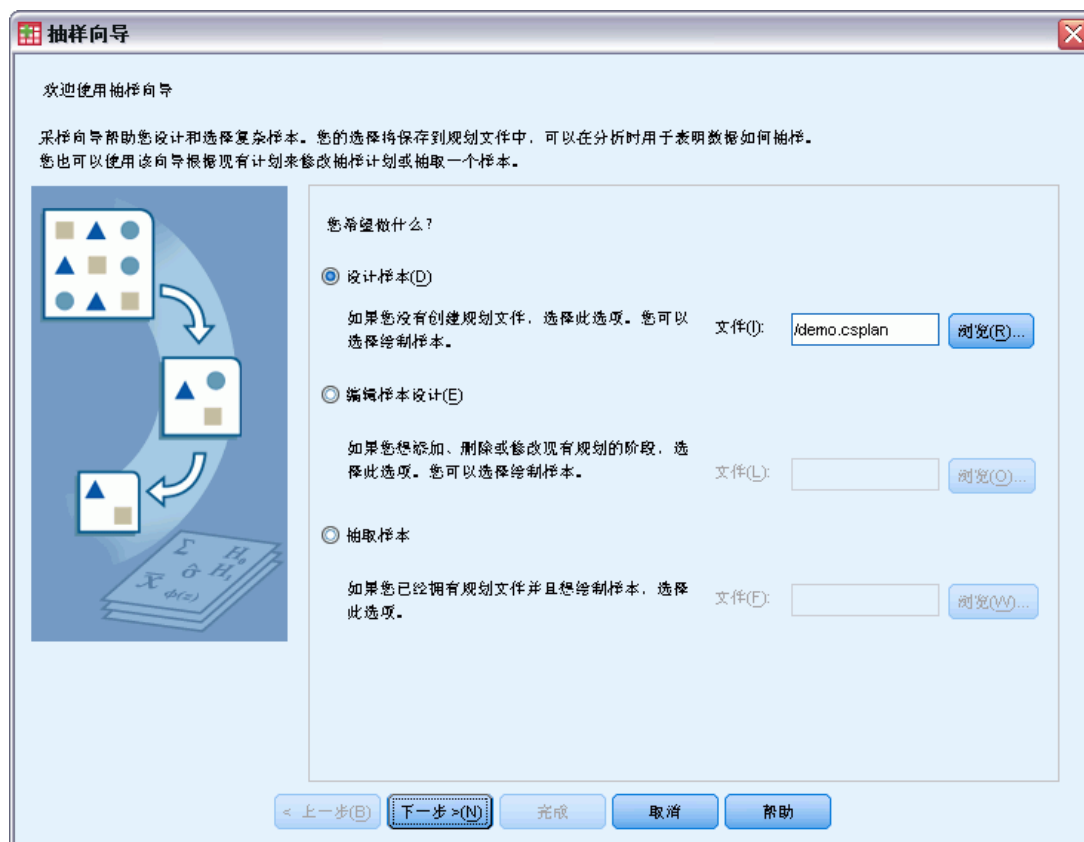 抽样向导
欢迎使用抽样向导
采样向导帮助您设计和选择复杂样本。您的选择将保存到规划文件中，可以在分析时用于表明数据如何抽样。
您也可以使用该向导根据现有计划来修改抽样计划或抽取一个样本。
您希望做什么？
设计样本(D)
如果您没有创建规划文件，选择此选项。您可以
选择绘制样本。
文件(I):
/demo.csplan
浏览(R)...
编辑样本设计(E)
如果您想添加、删除或修改现有规划的阶段，选
择此选项。您可以选择绘制样本。
文件(L):
浏览(O)...
抽取样本
如果您已经拥有规划文件并且想绘制样本，选择
此选项。
文件(F):
浏览(W)...
Σ H₀
X̄ σ̂ H₁
ϕ(z)
< 上一步(B)
下一步 >(N)
完成
取消
帮助